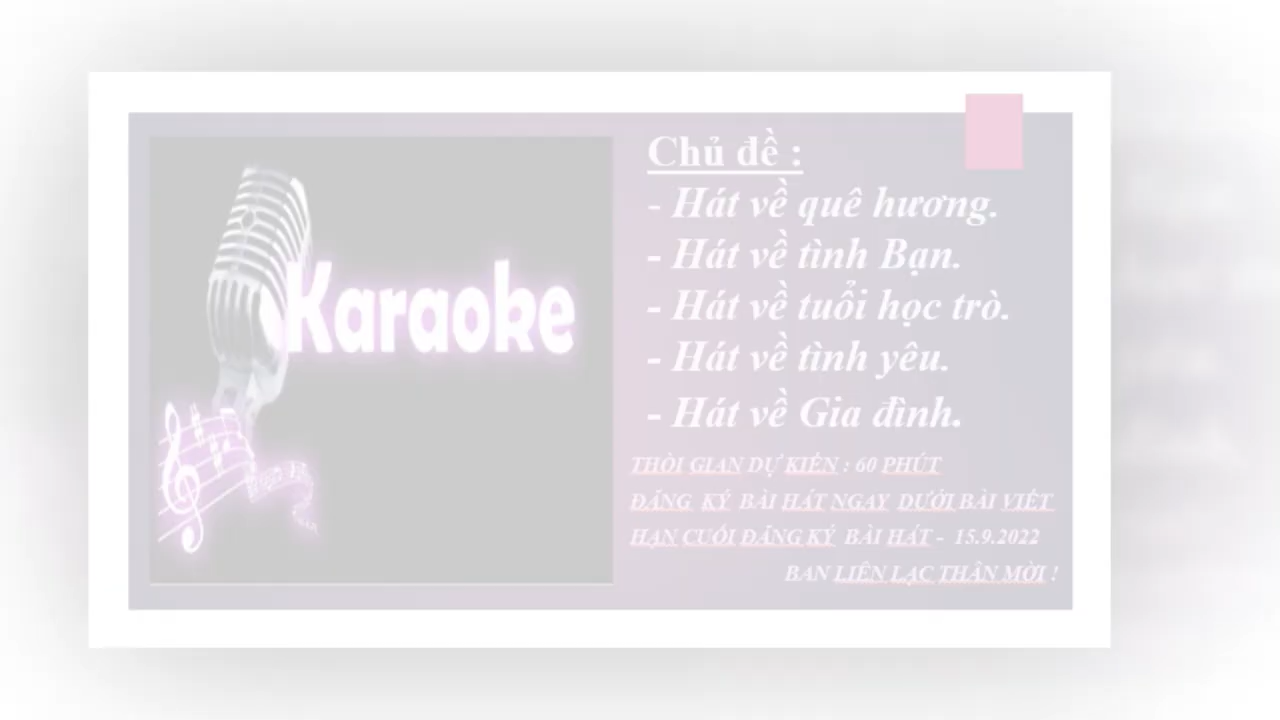 Karaoke
Chủ đề :
- Hát về quê hương.
- Hát về tình Bạn.
- Hát về tuổi học trò.
- Hát về tình yêu.
- Hát về Gia đình.
THỜI GIAN DỰ KIẾN : 60 PHÚT
ĐĂNG KÝ BÀI HÁT NGAY DƯỚI BÀI VIẾT
HẠN CUỐI ĐĂNG KÝ BÀI HÁT - 15.9.2022
BAN LIÊN LẠC THÂN MỜI !